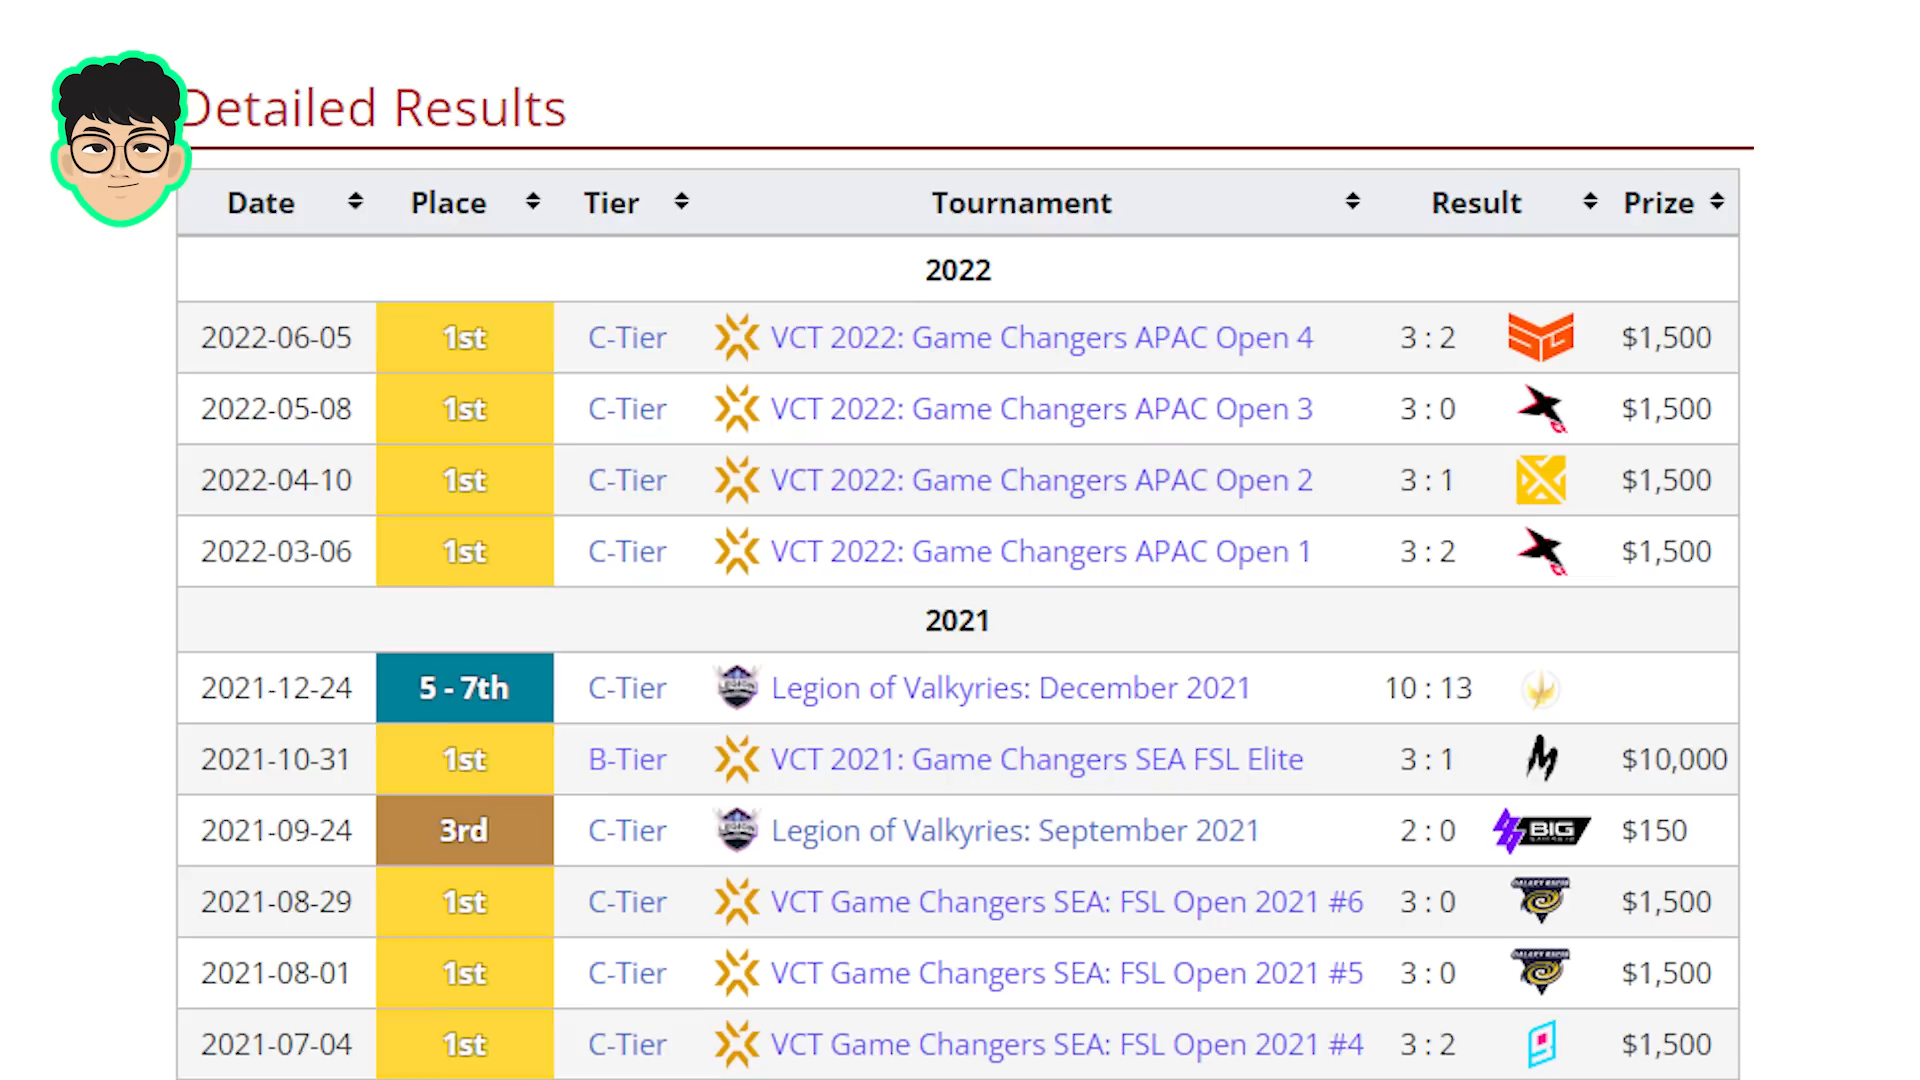 Detailed Results
Date Place Tier Tournament Result Prize
2022
2022-06-05 1st C-Tier VCT 2022: Game Changers APAC Open 4 3 : 2 $1,500
2022-05-08 1st C-Tier VCT 2022: Game Changers APAC Open 3 3 : 0 $1,500
2022-04-10 1st C-Tier VCT 2022: Game Changers APAC Open 2 3 : 1 $1,500
2022-03-06 1st C-Tier VCT 2022: Game Changers APAC Open 1 3 : 2 $1,500
2021
2021-12-24 5 - 7th C-Tier Legion of Valkyries: December 2021 10 : 13
2021-10-31 1st B-Tier VCT 2021: Game Changers SEA FSL Elite 3 : 1 $10,000
2021-09-24 3rd C-Tier Legion of Valkyries: September 2021 2 : 0 BIG $150
2021-08-29 1st C-Tier VCT Game Changers SEA: FSL Open 2021 #6 3 : 0 GALAXY RACER $1,500
2021-08-01 1st C-Tier VCT Game Changers SEA: FSL Open 2021 #5 3 : 0 GALAXY RACER $1,500
2021-07-04 1st C-Tier VCT Game Changers SEA: FSL Open 2021 #4 3 : 2 $1,500